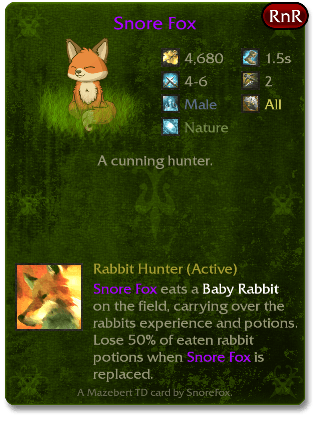 RnR
Snore Fox
4,680 1.5s
4-6 2
Male All
Nature
A cunning hunter.
Rabbit Hunter (Active)
Snore Fox eats a Baby Rabbit
on the field, carrying over the
rabbits experience and potions.
Lose 50% of eaten rabbit
potions when Snore Fox is
replaced.
A Mazebert TD card by SnoreFox.